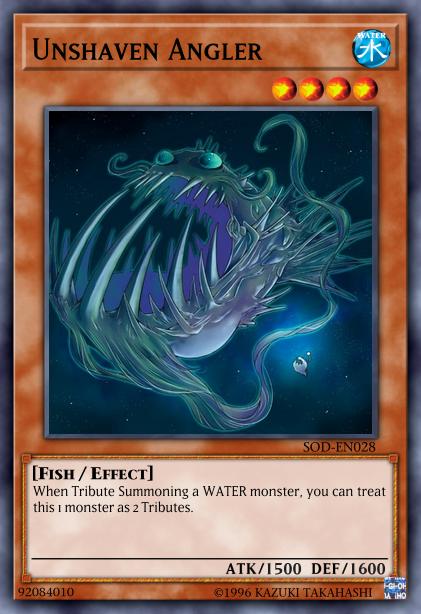 Unshaven Angler
WATER
水
SOD-EN028
[Fish / Effect]
When Tribute Summoning a WATER monster, you can treat
this 1 monster as 2 Tributes.
ATK/1500 DEF/1600
92084010
©1996 KAZUKI TAKAHASHI